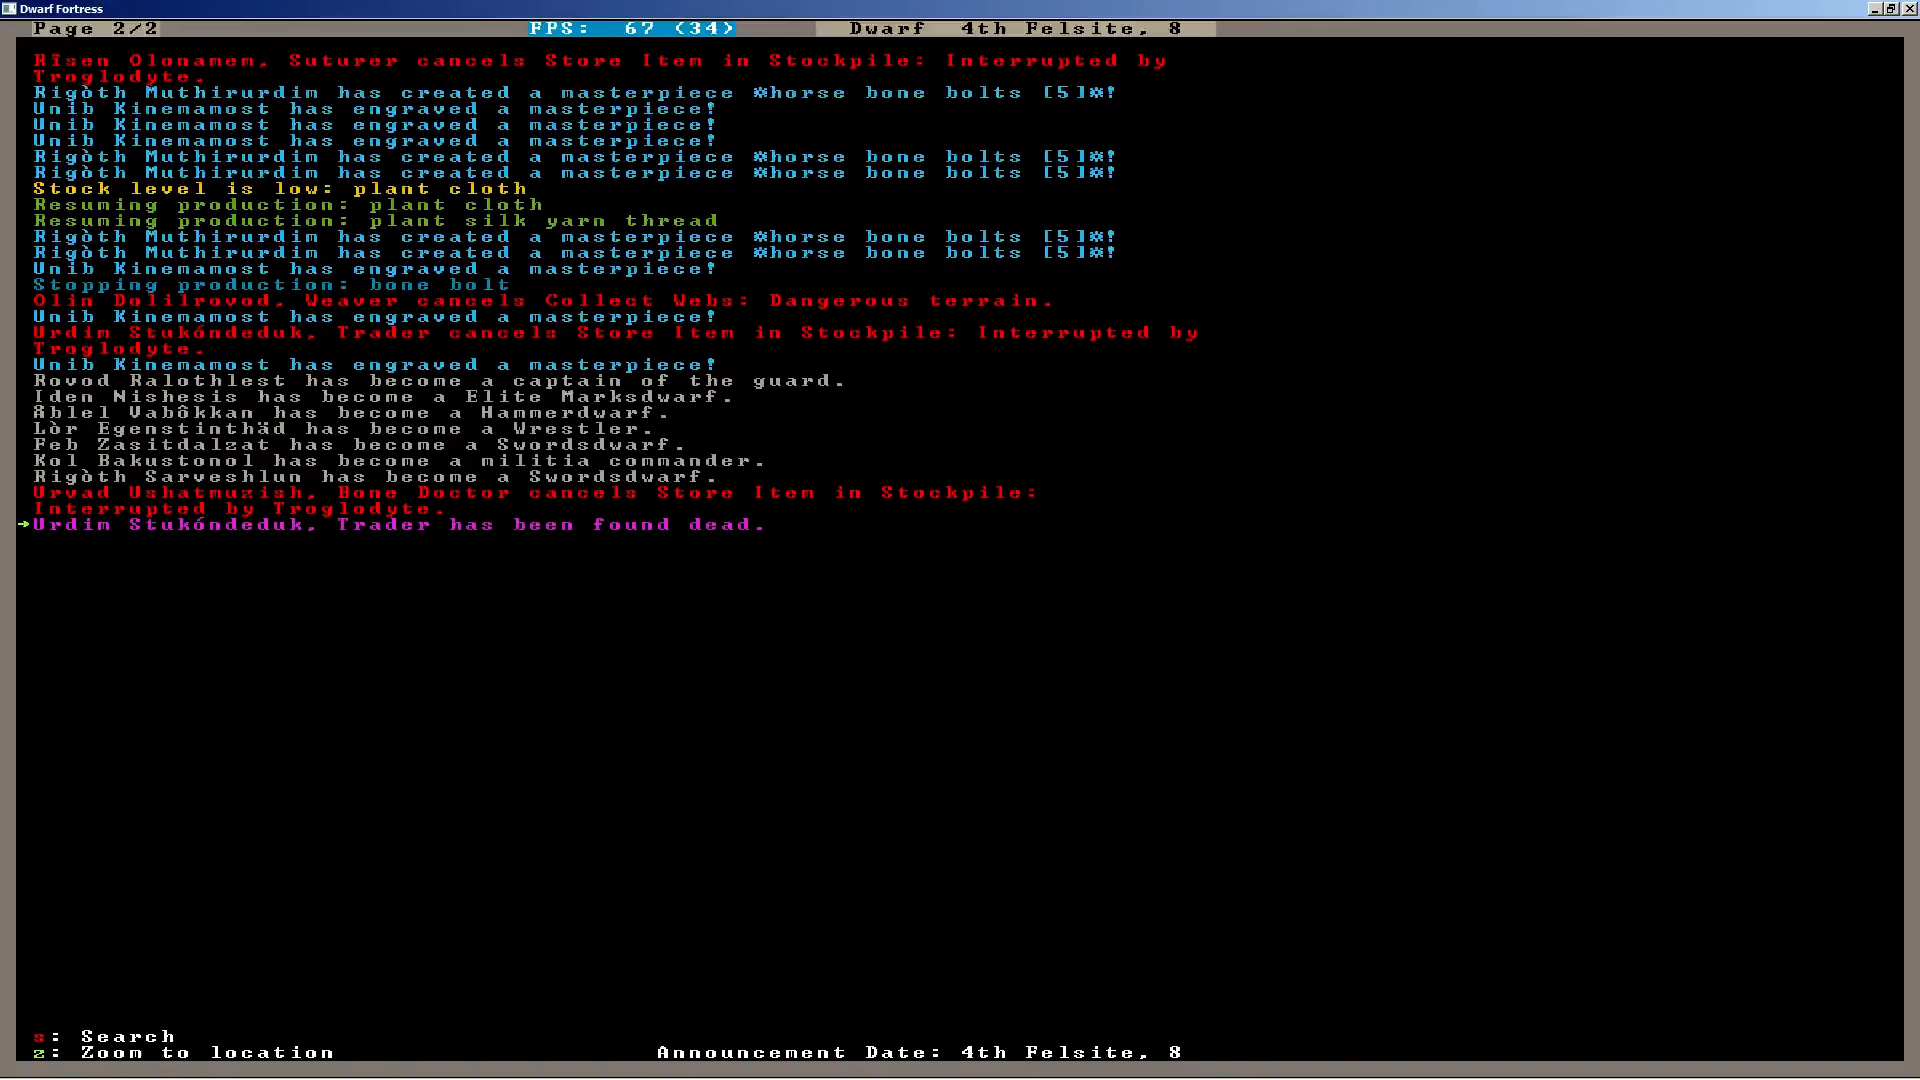 Dwarf Fortress
Page 2/2 FPS: 67 (34) Dwarf 4th Felsite, 8
Rîsen Olonamem, Suturer cancels Store Item in Stockpile: Interrupted by
Troglodyte.
Rigòth Muthirurdim has created a masterpiece ☼horse bone bolts [5]☼!
Unib Kinemamost has engraved a masterpiece!
Unib Kinemamost has engraved a masterpiece!
Unib Kinemamost has engraved a masterpiece!
Rigòth Muthirurdim has created a masterpiece ☼horse bone bolts [5]☼!
Rigòth Muthirurdim has created a masterpiece ☼horse bone bolts [5]☼!
Stock level is low: plant cloth
Resuming production: plant cloth
Resuming production: plant silk yarn thread
Rigòth Muthirurdim has created a masterpiece ☼horse bone bolts [5]☼!
Rigòth Muthirurdim has created a masterpiece ☼horse bone bolts [5]☼!
Unib Kinemamost has engraved a masterpiece!
Stopping production: bone bolt
Olin Dolilrovod, Weaver cancels Collect Webs: Dangerous terrain.
Unib Kinemamost has engraved a masterpiece!
Urdim Stukóndeduk, Trader cancels Store Item in Stockpile: Interrupted by
Troglodyte.
Unib Kinemamost has engraved a masterpiece!
Rovod Ralothlest has become a captain of the guard.
Iden Nishesis has become a Elite Marksdwarf.
Åblel Vabôkkan has become a Hammerdwarf.
Lòr Egenstinthäd has become a Wrestler.
Feb Zasitdalzat has become a Swordsdwarf.
Kol Bakustonol has become a militia commander.
Rigòth Sarveshlun has become a Swordsdwarf.
Urvad Ushatmuzish, Bone Doctor cancels Store Item in Stockpile:
Interrupted by Troglodyte.
→Urdim Stukóndeduk, Trader has been found dead.
s: Search
z: Zoom to location Announcement Date: 4th Felsite, 8